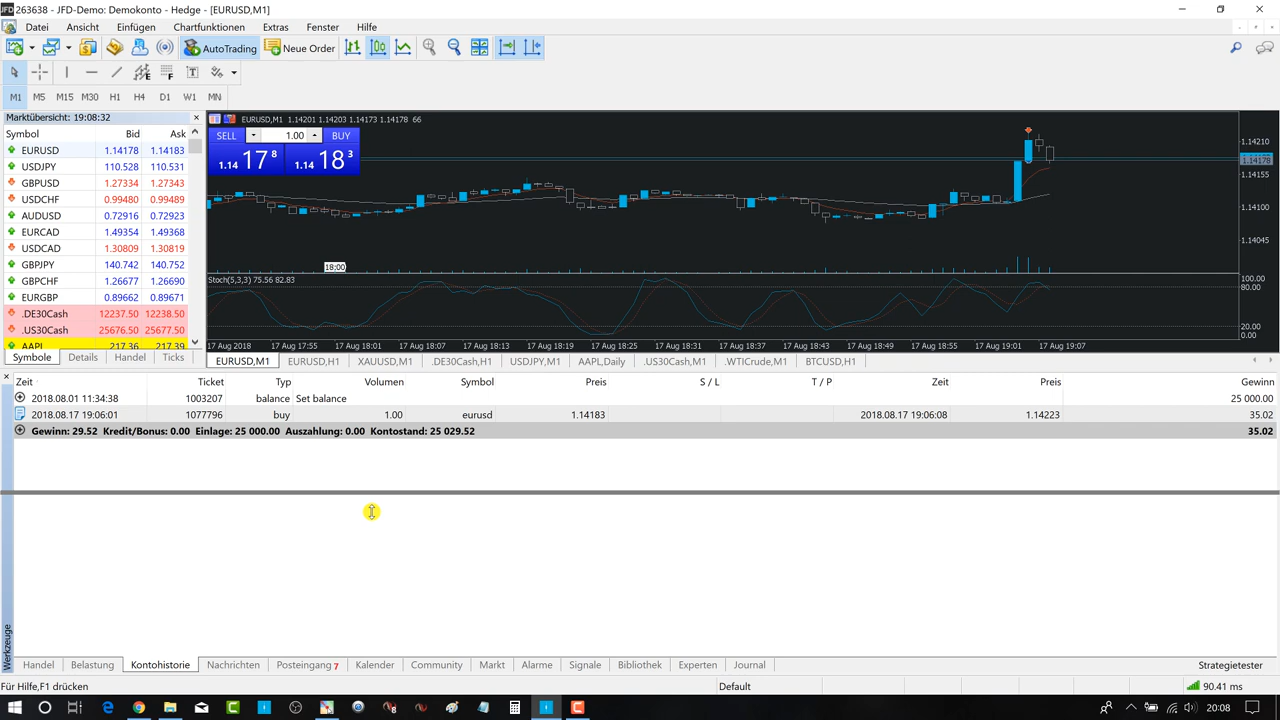 263638 - JFD-Demo: Demokonto - Hedge - [EURUSD,M1]
Datei Ansicht Einfügen Chartfunktionen Extras Fenster Hilfe
AutoTrading Neue Order
M1 M5 M15 M30 H1 H4 D1 W1 MN
Marktübersicht: 19:08:32
Symbol Bid Ask
EURUSD 1.14178 1.14183
USDJPY 110.528 110.531
GBPUSD 1.27334 1.27343
USDCHF 0.99480 0.99489
AUDUSD 0.72916 0.72923
EURCAD 1.49354 1.49368
USDCAD 1.30809 1.30819
GBPJPY 140.742 140.752
GBPCHF 1.26677 1.26690
EURGBP 0.89662 0.89671
.DE30Cash 12237.50 12238.50
.US30Cash 25676.50 25677.50
AAPL 217.36 217.39
Symbole Details Handel Ticks
EURUSD,M1 1.14201 1.14203 1.14173 1.14178 66
SELL 1.00 BUY
1.14 17 8 1.14 18 3
1.14210
1.14178
1.14155
1.14100
1.14045
18:00
Stoch(5,3,3) 75.56 82.83
100.00
80.00
20.00
0.00
17 Aug 2018 17 Aug 17:55 17 Aug 18:01 17 Aug 18:07 17 Aug 18:13 17 Aug 18:19 17 Aug 18:25 17 Aug 18:31 17 Aug 18:37 17 Aug 18:43 17 Aug 18:49 17 Aug 18:55 17 Aug 19:01 17 Aug 19:07
EURUSD,M1 EURUSD,H1 XAUUSD,M1 .DE30Cash,H1 USDJPY,M1 AAPL,Daily .US30Cash,M1 .WTICrude,M1 BTCUSD,H1
Zeit Ticket Typ Volumen Symbol Preis S / L T / P Zeit Preis Gewinn
2018.08.01 11:34:38 1003207 balance Set balance 25 000.00
2018.08.17 19:06:01 1077796 buy 1.00 eurusd 1.14183 2018.08.17 19:06:08 1.14223 35.02
Gewinn: 29.52 Kredit/Bonus: 0.00 Einlage: 25 000.00 Auszahlung: 0.00 Kontostand: 25 029.52 35.02
Werkzeuge
Handel Belastung Kontohistorie Nachrichten Posteingang 7 Kalender Community Markt Alarme Signale Bibliothek Experten Journal Strategietester
Für Hilfe,F1 drücken Default 90.41 ms
20:08